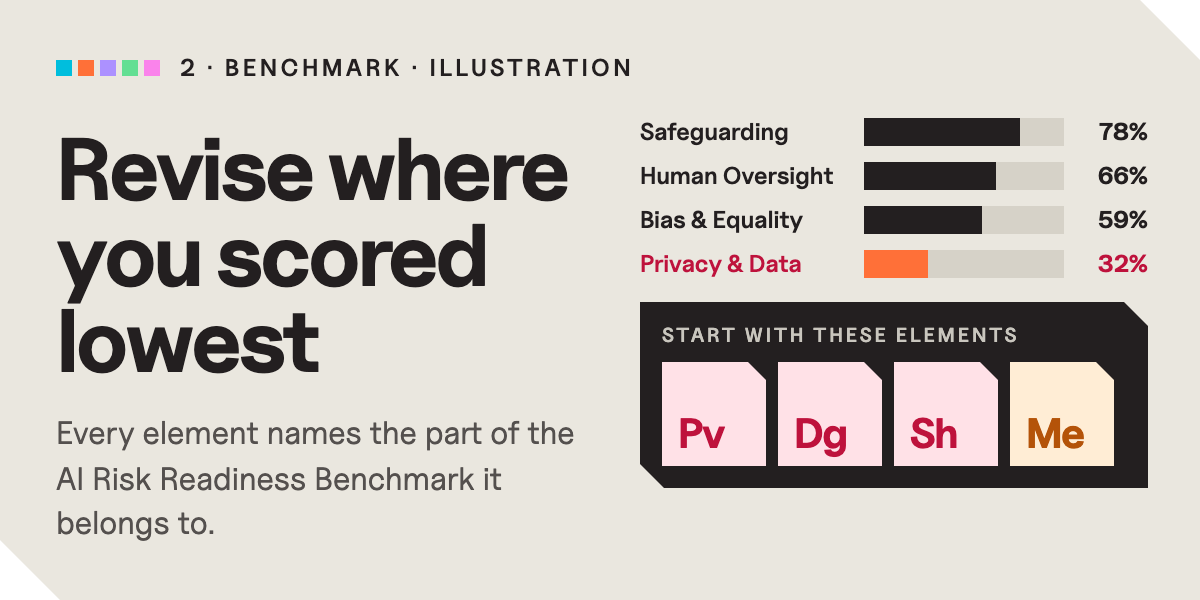 2 · BENCHMARK · ILLUSTRATION
Revise where
you scored
lowest
Every element names the part of the
AI Risk Readiness Benchmark it
belongs to.
Safeguarding 78%
Human Oversight 66%
Bias & Equality 59%
Privacy & Data 32%
START WITH THESE ELEMENTS
Pv Dg Sh Me